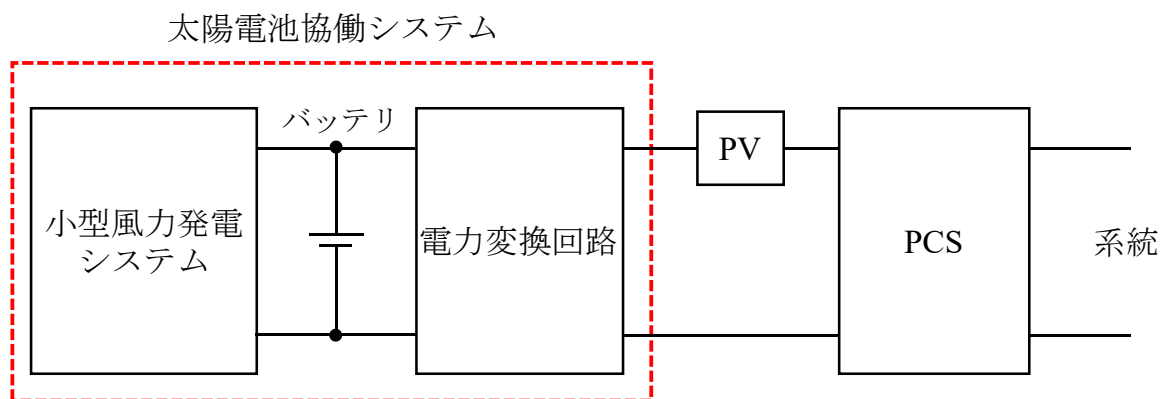 太陽電池協働システム
バッテリ
PV
小型風力発電
システム
電力変換回路
PCS
系統